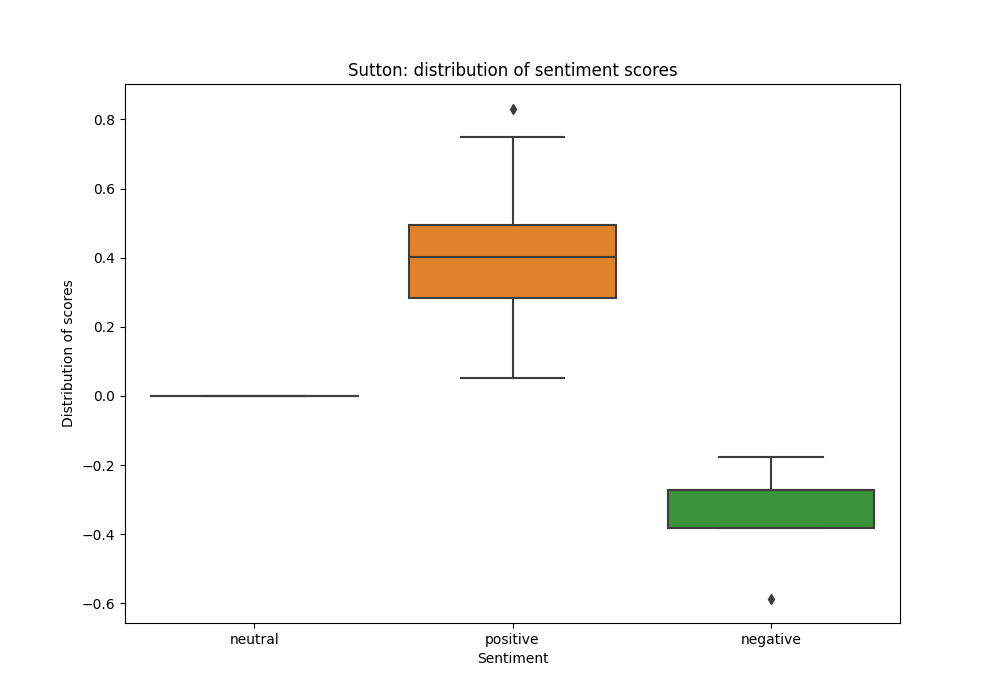 Sutton: distribution of sentiment scores
0.8
0.6
0.4
0.2
0.0
−0.2
−0.4
−0.6
Distribution of scores
neutral positive negative
Sentiment